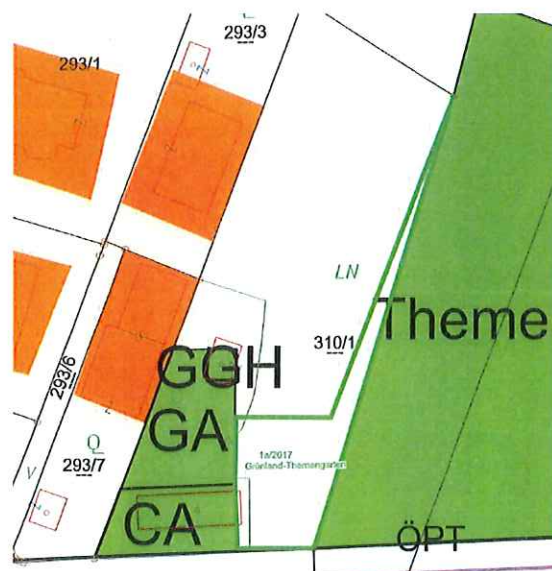 293/3
293/1
LN
Theme
310/1
GGH
293/6
GA
1a/2017
Grünland-Themengarten
Q
293/7
V
CA
ÖPT